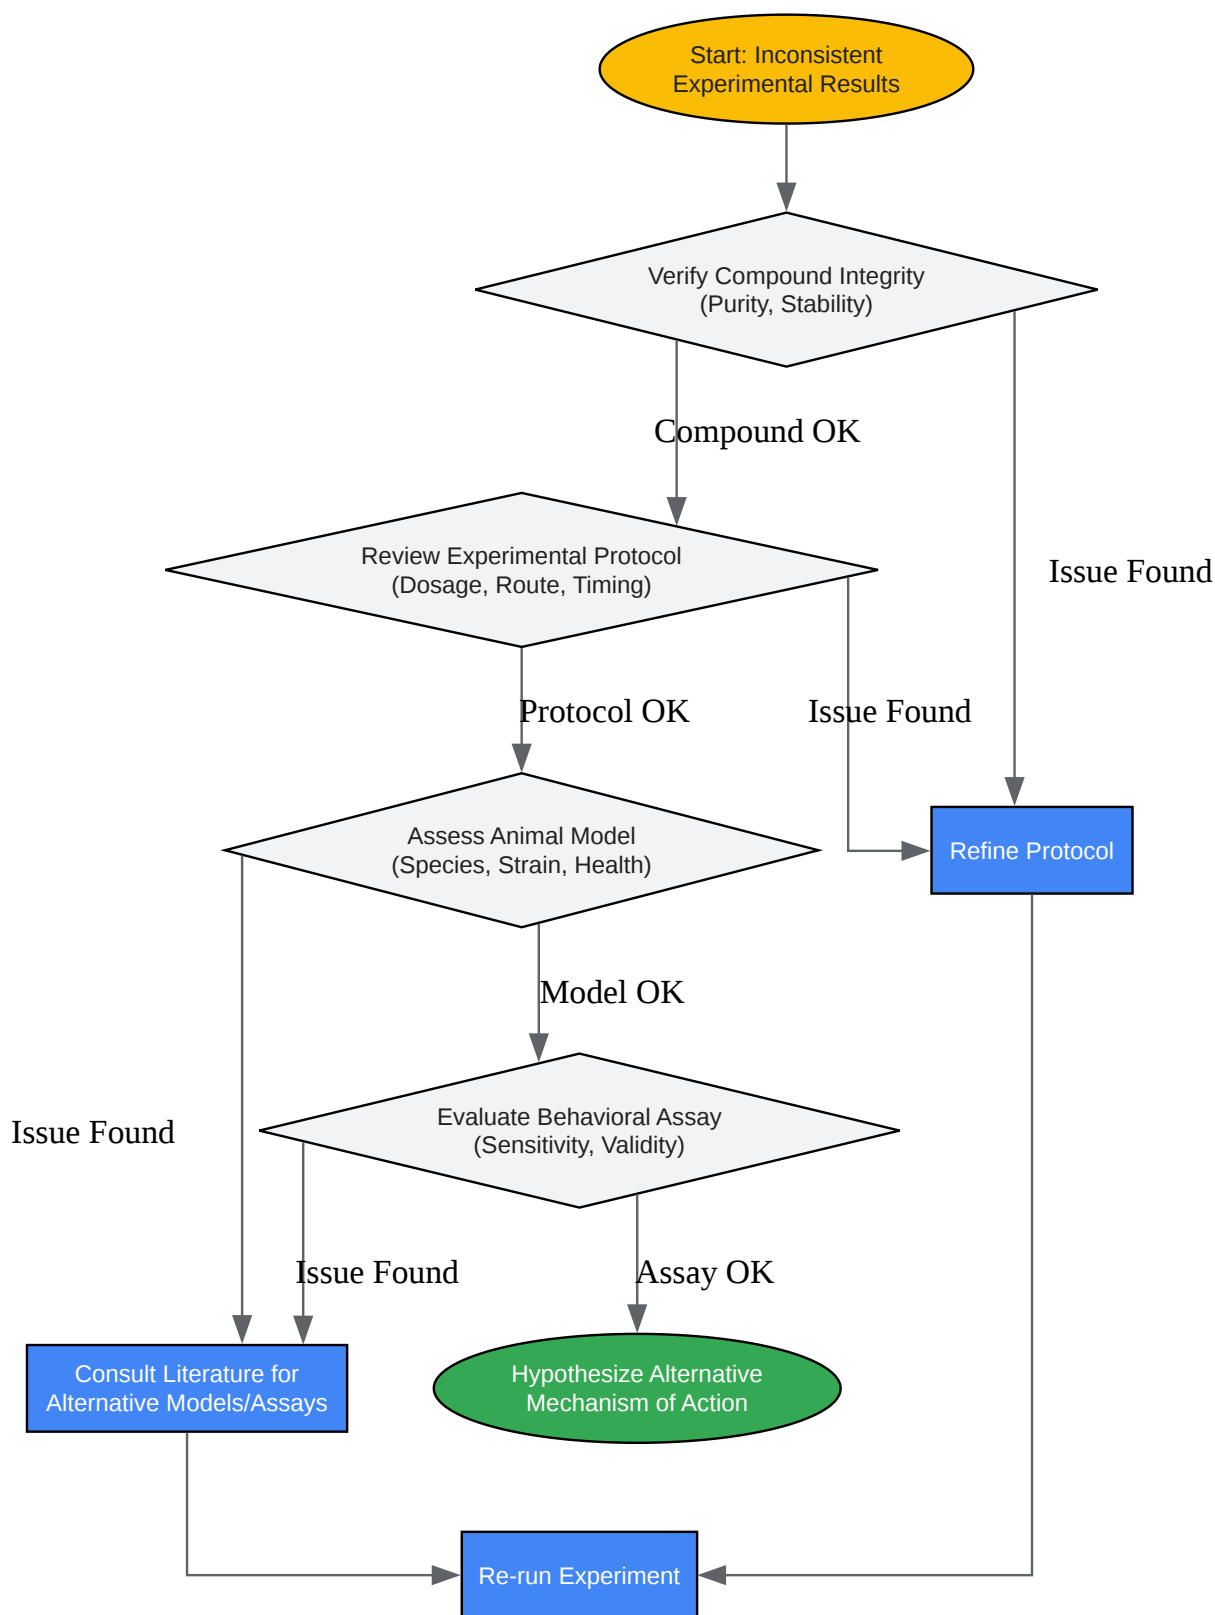 Start: Inconsistent
Experimental Results
Verify Compound Integrity
(Purity, Stability)
Compound OK
Review Experimental Protocol
(Dosage, Route, Timing)
Issue Found
Protocol OK
Issue Found
Assess Animal Model
(Species, Strain, Health)
Refine Protocol
Model OK
Evaluate Behavioral Assay
(Sensitivity, Validity)
Issue Found
Issue Found
Assay OK
Consult Literature for
Alternative Models/Assays
Hypothesize Alternative
Mechanism of Action
Re-run Experiment